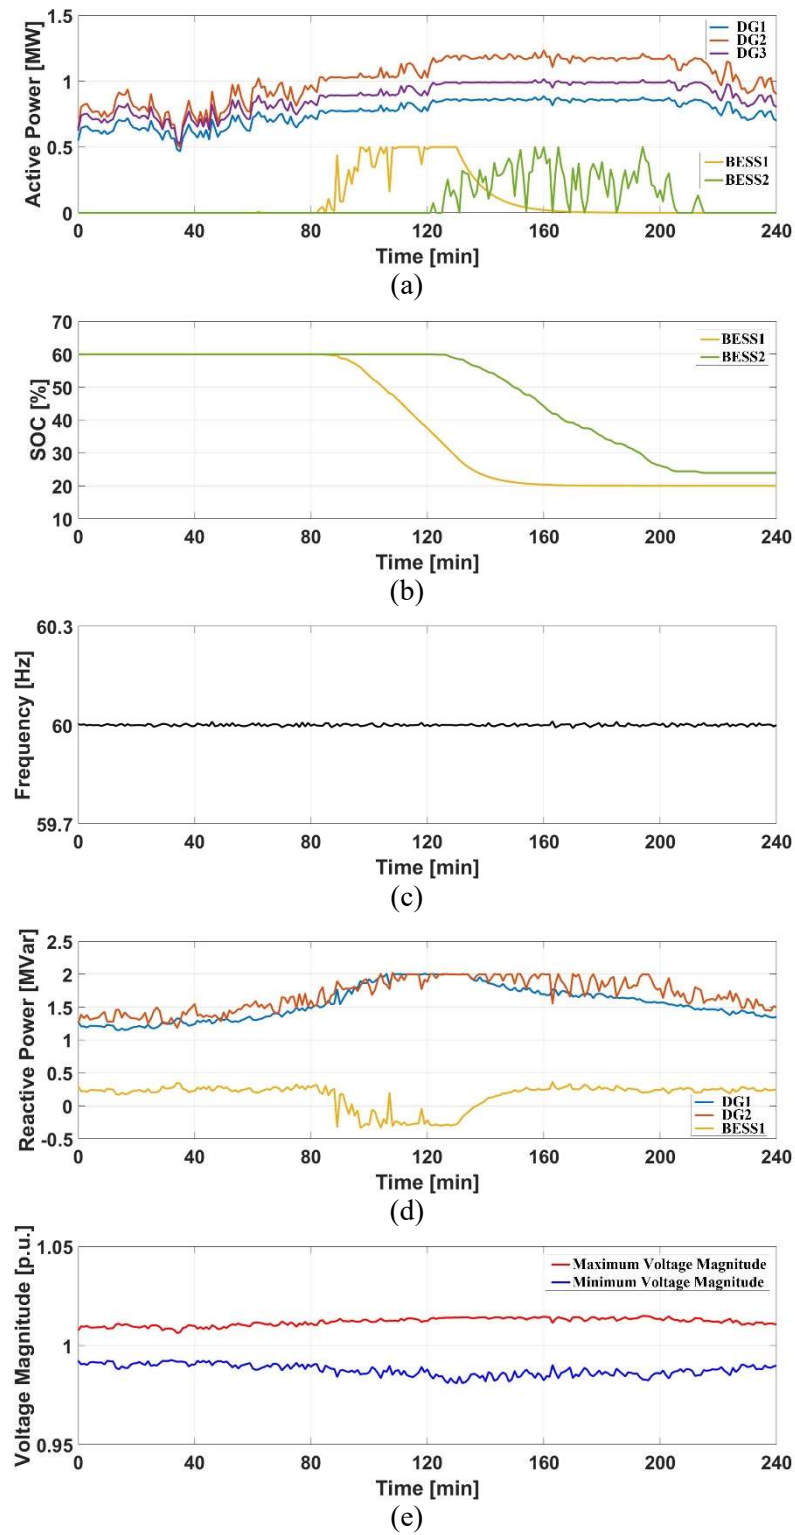 Active Power [MW]
1.5
1
0.5
0
DG1
DG2
DG3
BESS1
BESS2
0 40 80 120 160 200 240
Time [min]
(a)
SOC [%]
70
60
50
40
30
20
10
BESS1
BESS2
0 40 80 120 160 200 240
Time [min]
(b)
Frequency [Hz]
60.3
60
59.7
0 40 80 120 160 200 240
Time [min]
(c)
Reactive Power [MVar]
2.5
2
1.5
1
0.5
0
-0.5
DG1
DG2
BESS1
0 40 80 120 160 200 240
Time [min]
(d)
Voltage Magnitude [p.u.]
1.05
1
0.95
Maximum Voltage Magnitude
Minimum Voltage Magnitude
0 40 80 120 160 200 240
Time [min]
(e)